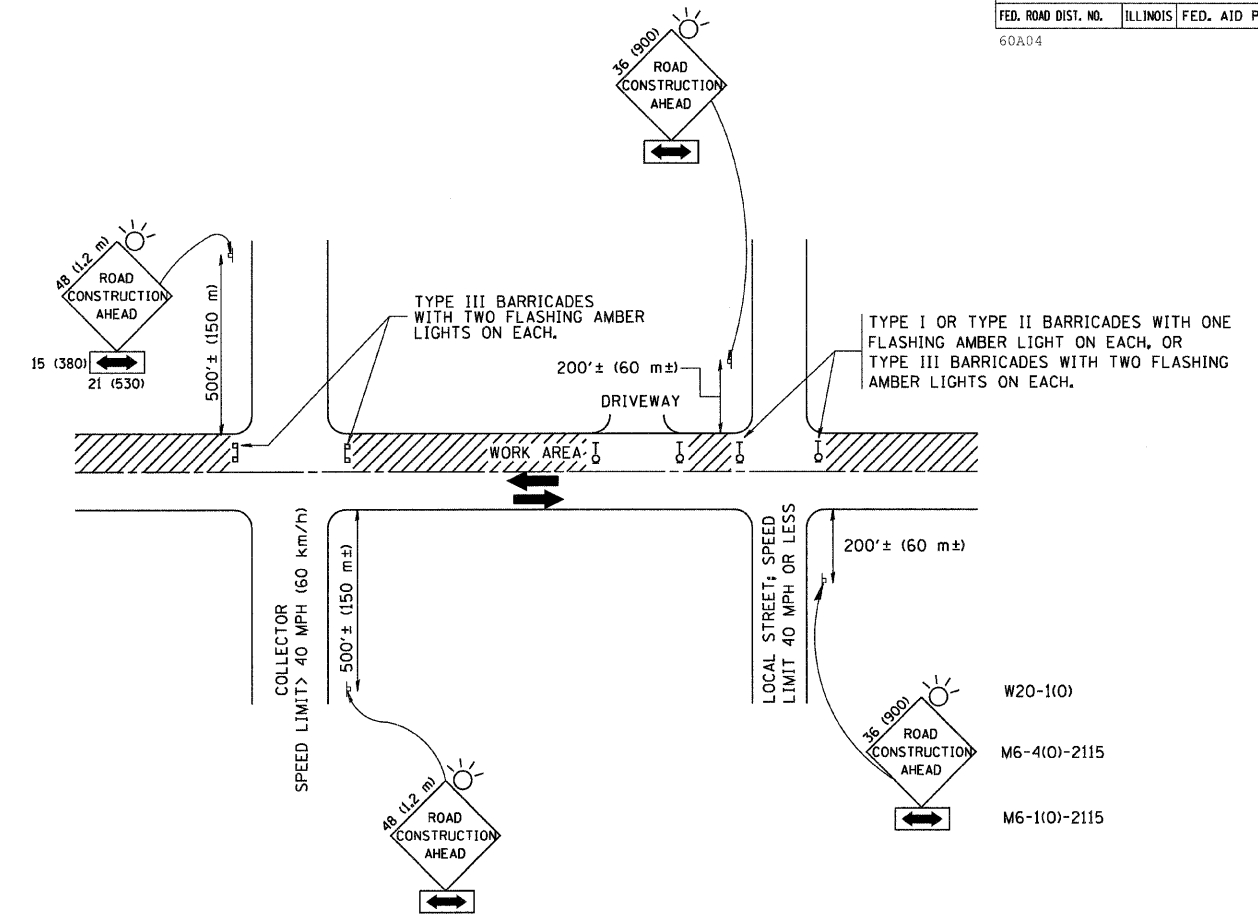 FED. ROAD DIST. NO. ILLINOIS FED. AID P
60A04
36 (900)
ROAD
CONSTRUCTION
AHEAD
48 (1.2 m)
ROAD
CONSTRUCTION
AHEAD
15 (380)
21 (530)
500'± (150 m)
TYPE III BARRICADES
WITH TWO FLASHING AMBER
LIGHTS ON EACH.
200'± (60 m±)
DRIVEWAY
TYPE I OR TYPE II BARRICADES WITH ONE
FLASHING AMBER LIGHT ON EACH, OR
TYPE III BARRICADES WITH TWO FLASHING
AMBER LIGHTS ON EACH.
WORK AREA
COLLECTOR
SPEED LIMIT> 40 MPH (60 km/h)
500'± (150 m±)
LOCAL STREET; SPEED
LIMIT 40 MPH OR LESS
200'± (60 m±)
48 (1.2 m)
ROAD
CONSTRUCTION
AHEAD
36 (900)
ROAD
CONSTRUCTION
AHEAD
W20-1(O)
M6-4(O)-2115
M6-1(O)-2115